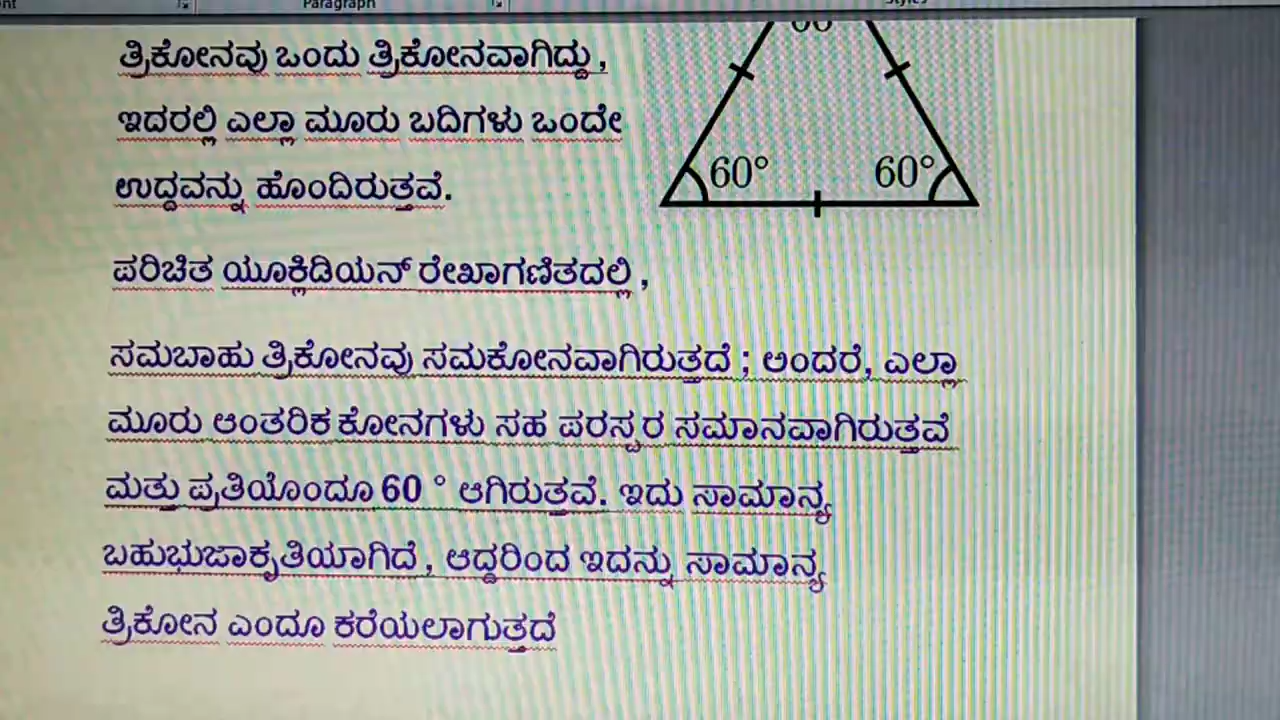 Paragraph
ತ್ರಿಕೋನವು ಒಂದು ತ್ರಿಕೋನವಾಗಿದ್ದು ,
ಇದರಲ್ಲಿ ಎಲ್ಲಾ ಮೂರು ಬದಿಗಳು ಒಂದೇ
ಉದ್ದವನ್ನು ಹೊಂದಿರುತ್ತವೆ.
60° 60°
ಪರಿಚಿತ ಯೂಕ್ಲಿಡಿಯನ್ ರೇಖಾಗಣಿತದಲ್ಲಿ ,
ಸಮಬಾಹು ತ್ರಿಕೋನವು ಸಮಕೋನವಾಗಿರುತ್ತದೆ ; ಅಂದರೆ, ಎಲ್ಲಾ
ಮೂರು ಆಂತರಿಕ ಕೋನಗಳು ಸಹ ಪರಸ್ಪರ ಸಮಾನವಾಗಿರುತ್ತವೆ
ಮತ್ತು ಪ್ರತಿಯೊಂದೂ 60 ° ಆಗಿರುತ್ತವೆ. ಇದು ಸಾಮಾನ್ಯ
ಬಹುಭುಜಾಕೃತಿಯಾಗಿದೆ , ಆದ್ದರಿಂದ ಇದನ್ನು ಸಾಮಾನ್ಯ
ತ್ರಿಕೋನ ಎಂದೂ ಕರೆಯಲಾಗುತ್ತದೆ